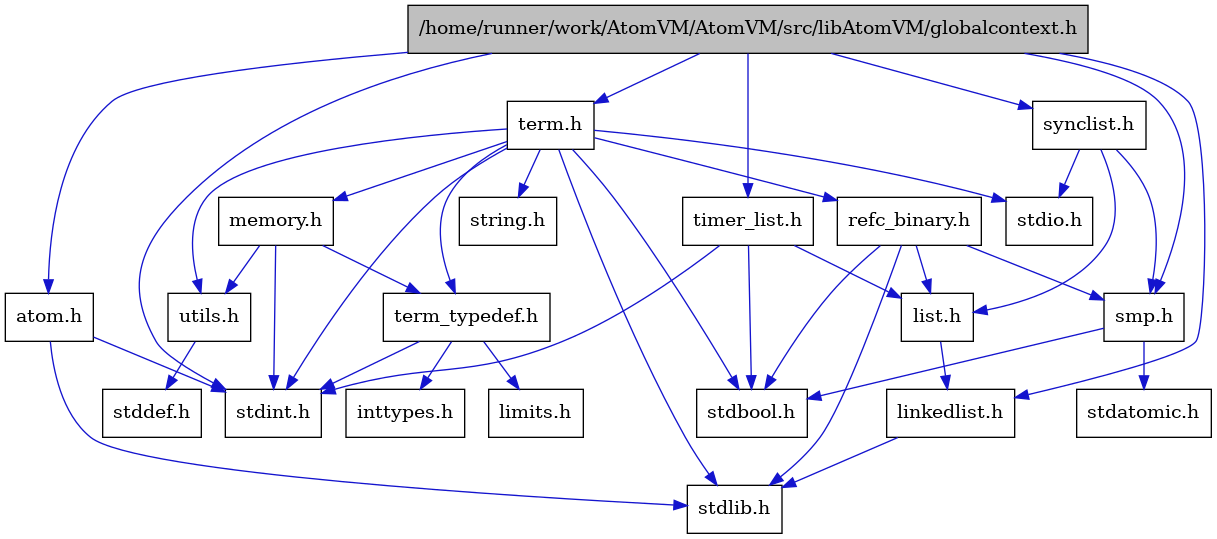 /home/runner/work/AtomVM/AtomVM/src/libAtomVM/globalcontext.h
term.h
synclist.h
memory.h
string.h
timer_list.h
refc_binary.h
stdio.h
atom.h
utils.h
term_typedef.h
list.h
smp.h
stddef.h
stdint.h
inttypes.h
limits.h
stdbool.h
linkedlist.h
stdatomic.h
stdlib.h